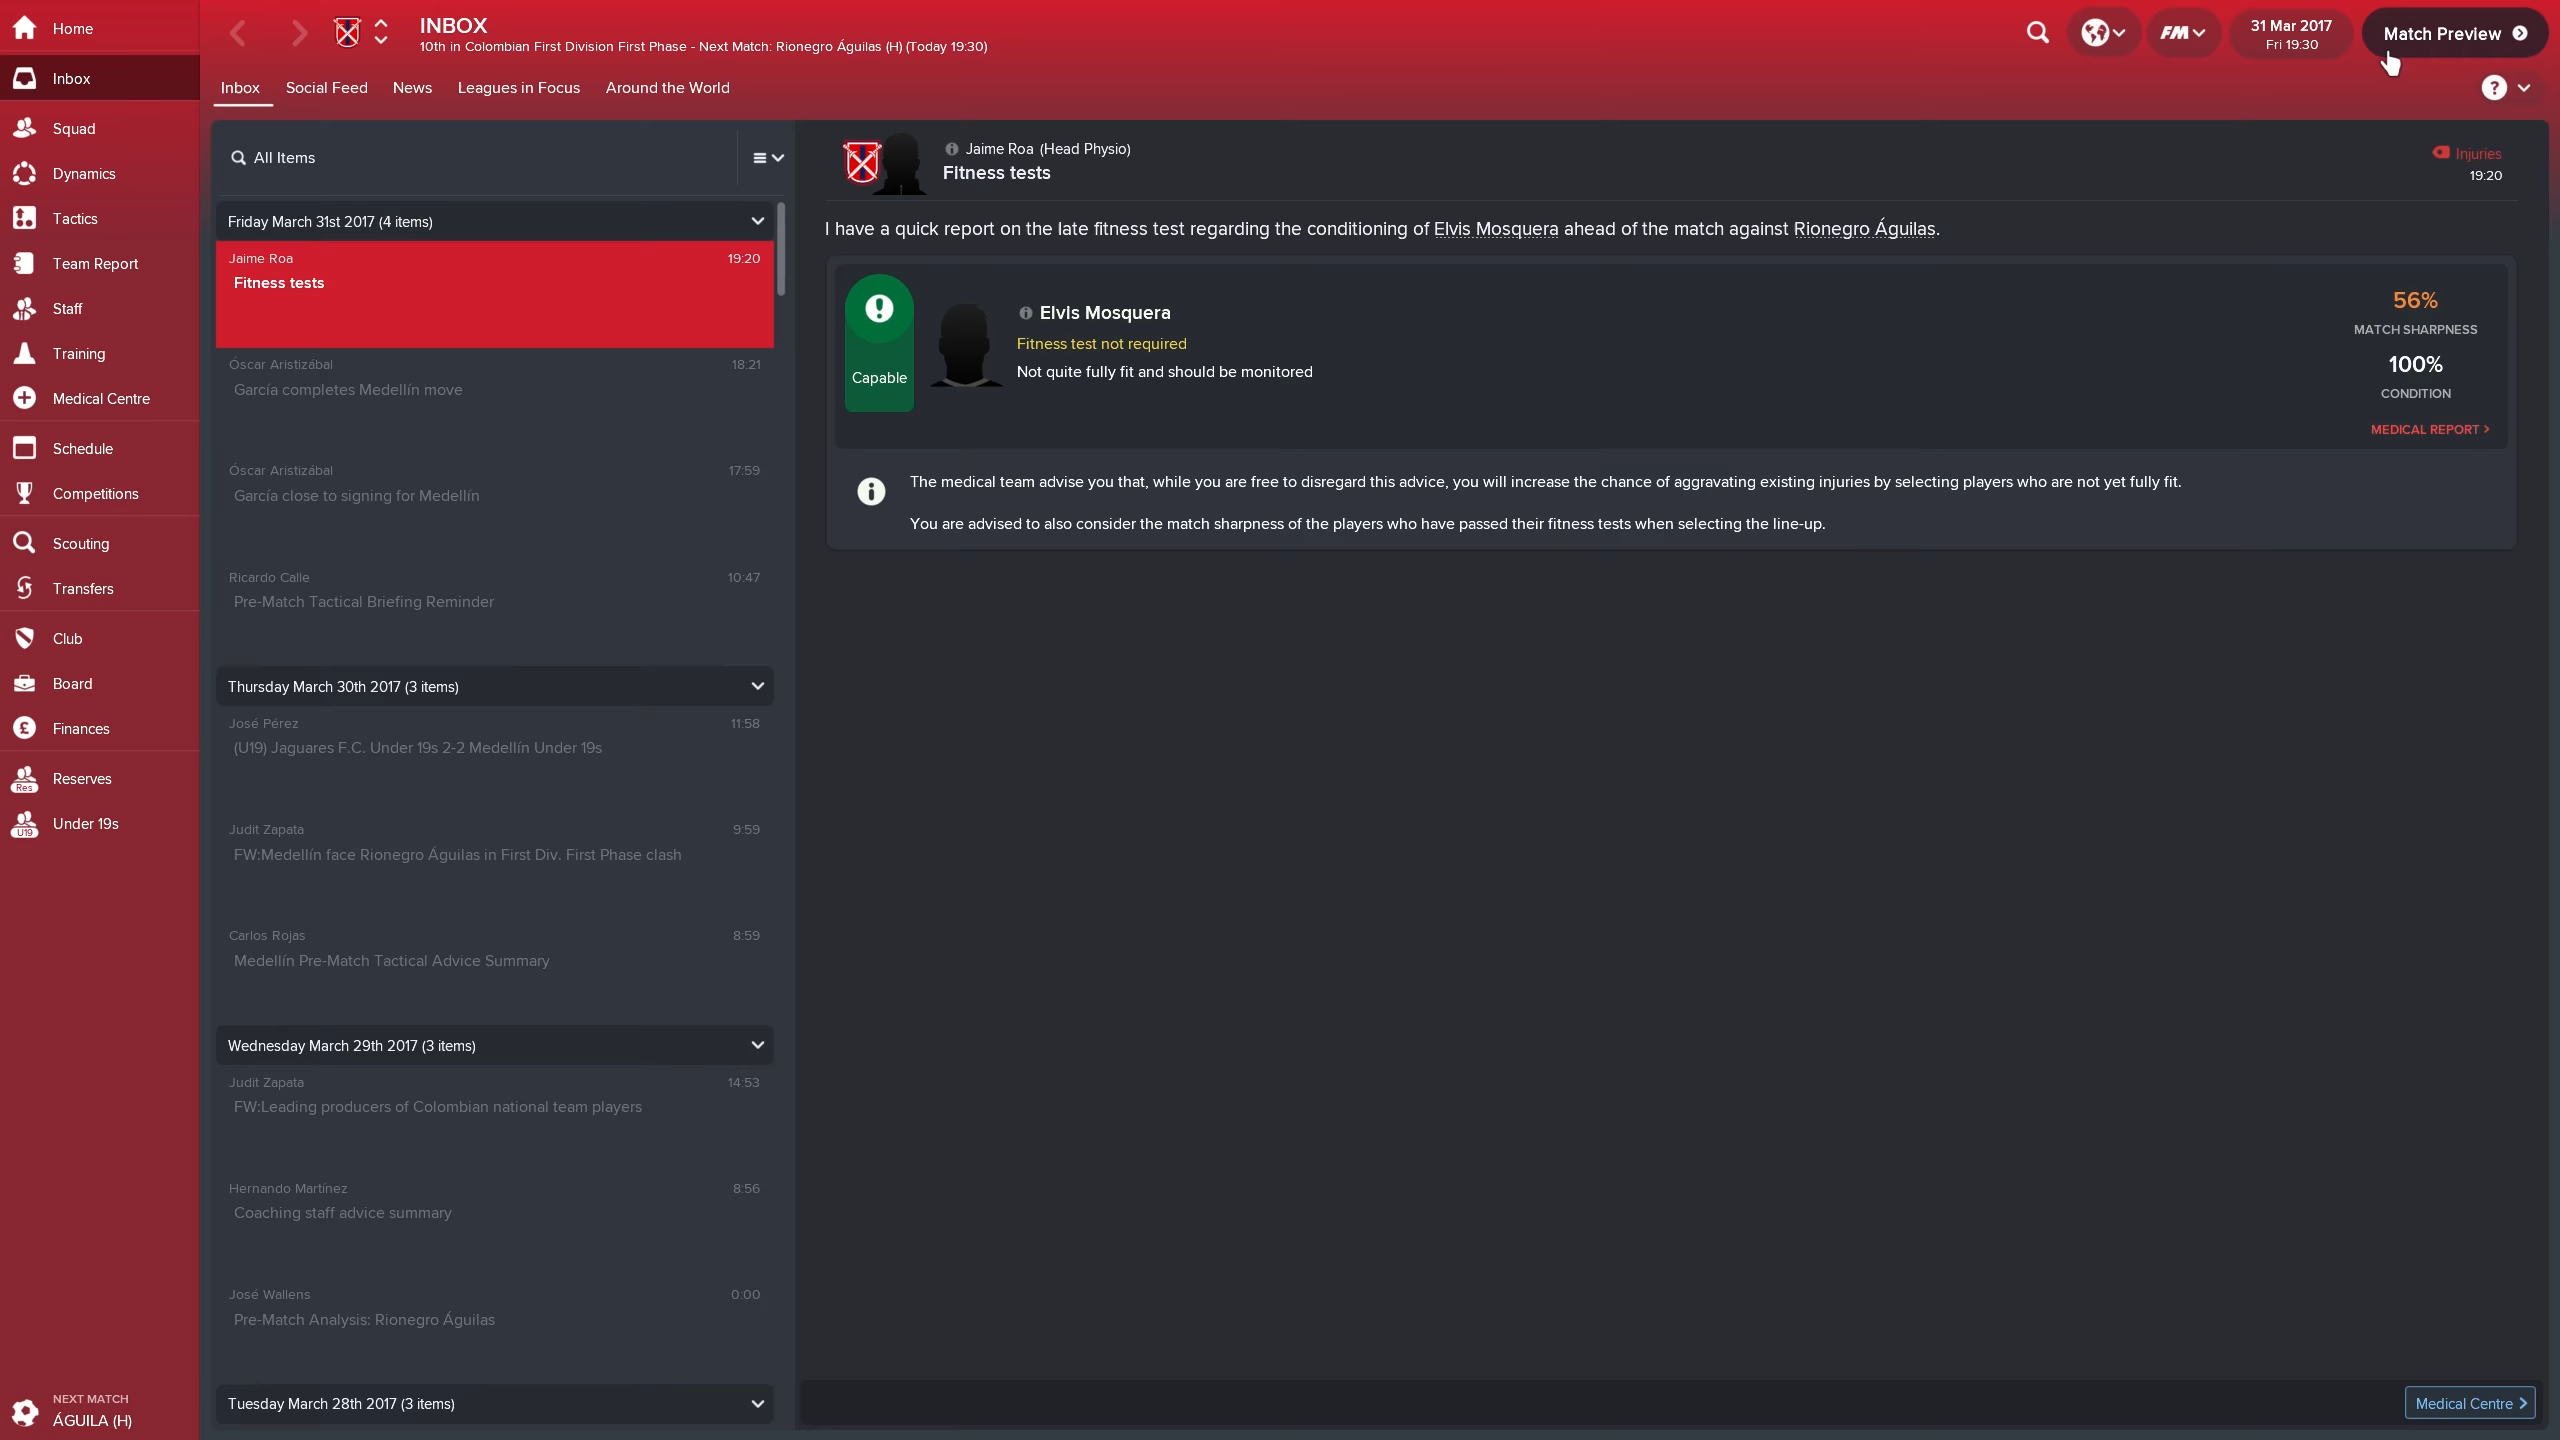 Home
Inbox
Squad
Dynamics
Tactics
Team Report
Staff
Training
Medical Centre
Schedule
Competitions
Scouting
Transfers
Club
Board
£
Finances
Res
Reserves
U19
Under 19s
NEXT MATCH
ÁGUILA (H)
INBOX
10th in Colombian First Division First Phase - Next Match: Rionegro Águilas (H) (Today 19:30)
FM
31 Mar 2017
Fri 19:30
Match Preview
Inbox Social Feed News Leagues in Focus Around the World
?
All Items
Friday March 31st 2017 (4 items)
Jaime Roa 19:20
Fitness tests
Óscar Aristizábal 18:21
García completes Medellín move
Óscar Aristizábal 17:59
García close to signing for Medellín
Ricardo Calle 10:47
Pre-Match Tactical Briefing Reminder
Thursday March 30th 2017 (3 items)
José Pérez 11:58
(U19) Jaguares F.C. Under 19s 2-2 Medellín Under 19s
Judit Zapata 9:59
FW:Medellín face Rionegro Águilas in First Div. First Phase clash
Carlos Rojas 8:59
Medellín Pre-Match Tactical Advice Summary
Wednesday March 29th 2017 (3 items)
Judit Zapata 14:53
FW:Leading producers of Colombian national team players
Hernando Martínez 8:56
Coaching staff advice summary
José Wallens 0:00
Pre-Match Analysis: Rionegro Águilas
Tuesday March 28th 2017 (3 items)
Jaime Roa (Head Physio)
Fitness tests
Injuries
19:20
I have a quick report on the late fitness test regarding the conditioning of Elvis Mosquera ahead of the match against Rionegro Águilas.
Capable
Elvis Mosquera
Fitness test not required
Not quite fully fit and should be monitored
56%
MATCH SHARPNESS
100%
CONDITION
MEDICAL REPORT >
The medical team advise you that, while you are free to disregard this advice, you will increase the chance of aggravating existing injuries by selecting players who are not yet fully fit.
You are advised to also consider the match sharpness of the players who have passed their fitness tests when selecting the line-up.
Medical Centre >